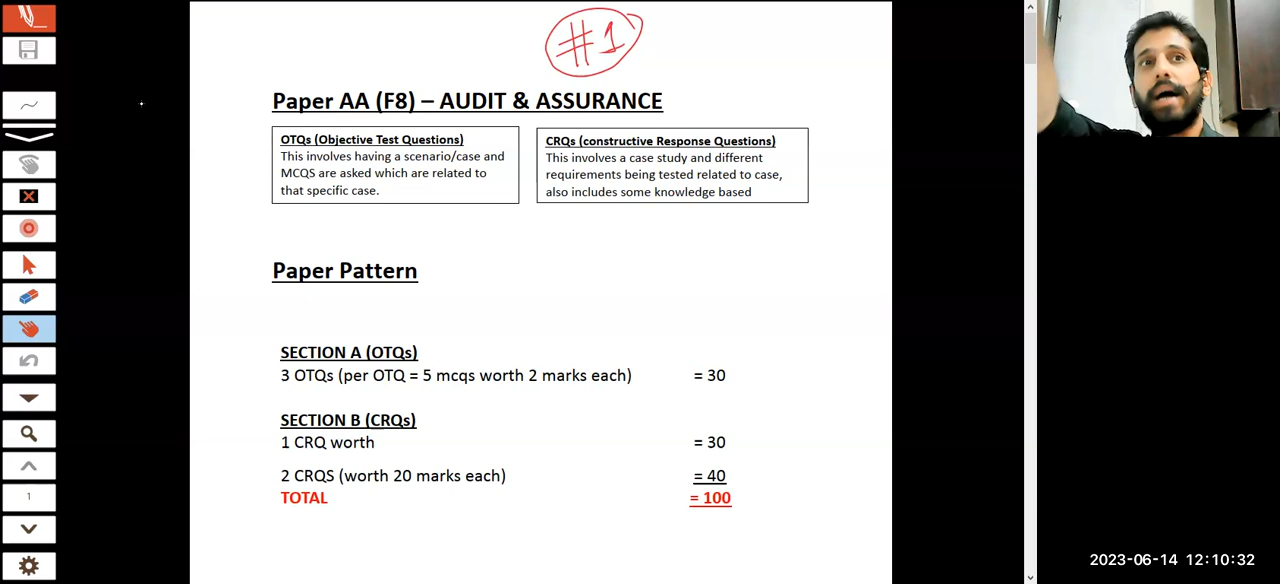 #1
Paper AA (F8) – AUDIT & ASSURANCE
OTQs (Objective Test Questions)
This involves having a scenario/case and
MCQS are asked which are related to
that specific case.
CRQs (constructive Response Questions)
This involves a case study and different
requirements being tested related to case,
also includes some knowledge based
Paper Pattern
SECTION A (OTQs)
3 OTQs (per OTQ = 5 mcqs worth 2 marks each) = 30
SECTION B (CRQs)
1 CRQ worth = 30
2 CRQS (worth 20 marks each) = 40
TOTAL = 100
1
2023-06-14 12:10:32